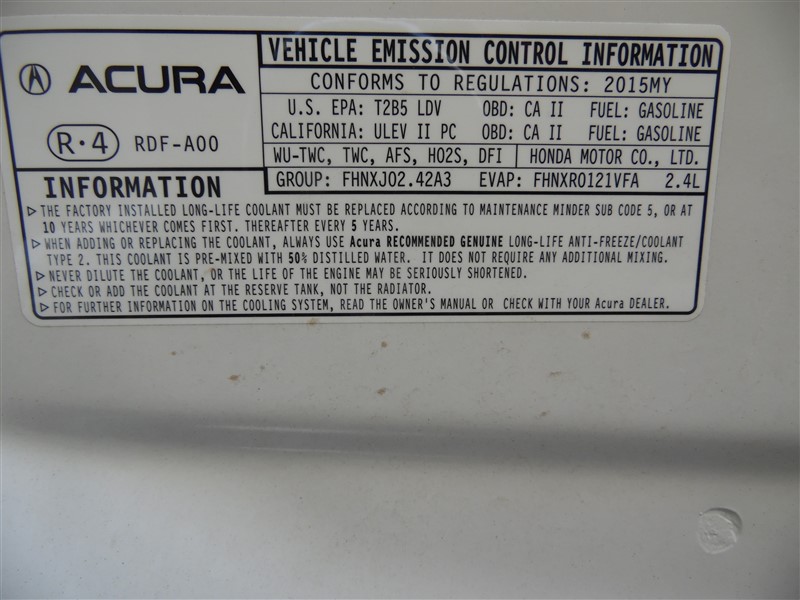 ACURA
R·4 RDF-A00
VEHICLE EMISSION CONTROL INFORMATION
CONFORMS TO REGULATIONS: 2015MY
U.S. EPA: T2B5 LDV OBD: CA II FUEL: GASOLINE
CALIFORNIA: ULEV II PC OBD: CA II FUEL: GASOLINE
WU-TWC, TWC, AFS, HO2S, DFI HONDA MOTOR CO., LTD.
GROUP: FHNXJ02.42A3 EVAP: FHNXR0121VFA 2.4L
INFORMATION
▷ THE FACTORY INSTALLED LONG-LIFE COOLANT MUST BE REPLACED ACCORDING TO MAINTENANCE MINDER SUB CODE 5, OR AT
10 YEARS WHICHEVER COMES FIRST. THEREAFTER EVERY 5 YEARS.
▷ WHEN ADDING OR REPLACING THE COOLANT, ALWAYS USE Acura RECOMMENDED GENUINE LONG-LIFE ANTI-FREEZE/COOLANT
TYPE 2. THIS COOLANT IS PRE-MIXED WITH 50% DISTILLED WATER. IT DOES NOT REQUIRE ANY ADDITIONAL MIXING.
▷ NEVER DILUTE THE COOLANT, OR THE LIFE OF THE ENGINE MAY BE SERIOUSLY SHORTENED.
▷ CHECK OR ADD THE COOLANT AT THE RESERVE TANK, NOT THE RADIATOR.
▷ FOR FURTHER INFORMATION ON THE COOLING SYSTEM, READ THE OWNER'S MANUAL OR CHECK WITH YOUR Acura DEALER.